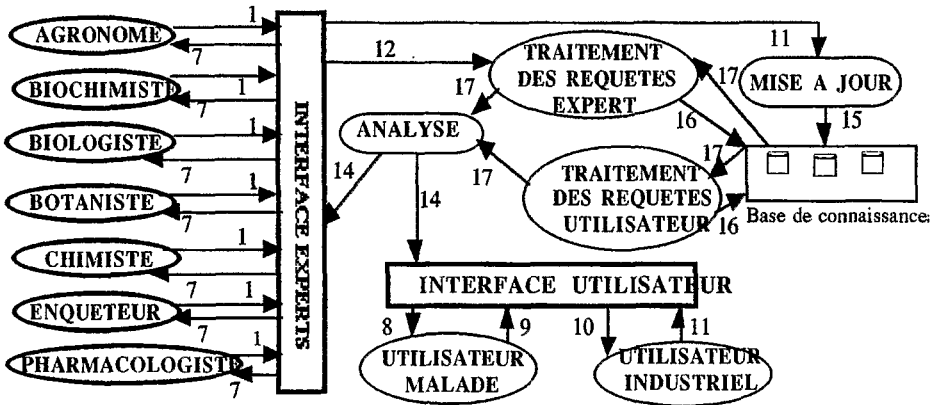 AGRONOME
1
7
BIOCHIMISTE
1
7
BIOLOGISTE
1
7
BOTANISTE
1
7
CHIMISTE
1
7
ENQUETEUR
1
7
PHARMACOLOGISTE
1
7
INTERFACE EXPERTS
12
11
TRAITEMENT
DES REQUETES
EXPERT
17
17
MISE A JOUR
15
16
ANALYSE
14
14
17
17
TRAITEMENT
DES REQUETES
UTILISATEUR
16
Base de connaissances
INTERFACE UTILISATEUR
8
9
10
11
UTILISATEUR
MALADE
UTILISATEUR
INDUSTRIEL